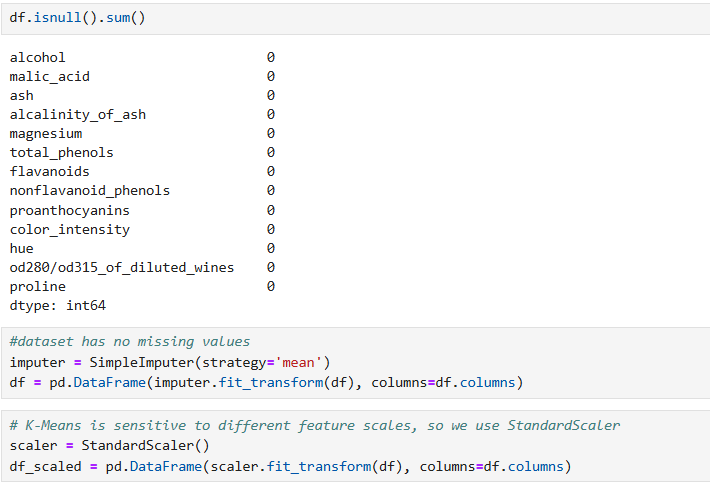 df.isnull().sum()
alcohol 0
malic_acid 0
ash 0
alcalinity_of_ash 0
magnesium 0
total_phenols 0
flavanoids 0
nonflavanoid_phenols 0
proanthocyanins 0
color_intensity 0
hue 0
od280/od315_of_diluted_wines 0
proline 0
dtype: int64
#dataset has no missing values
imputer = SimpleImputer(strategy='mean')
df = pd.DataFrame(imputer.fit_transform(df), columns=df.columns)
# K-Means is sensitive to different feature scales, so we use StandardScaler
scaler = StandardScaler()
df_scaled = pd.DataFrame(scaler.fit_transform(df), columns=df.columns)